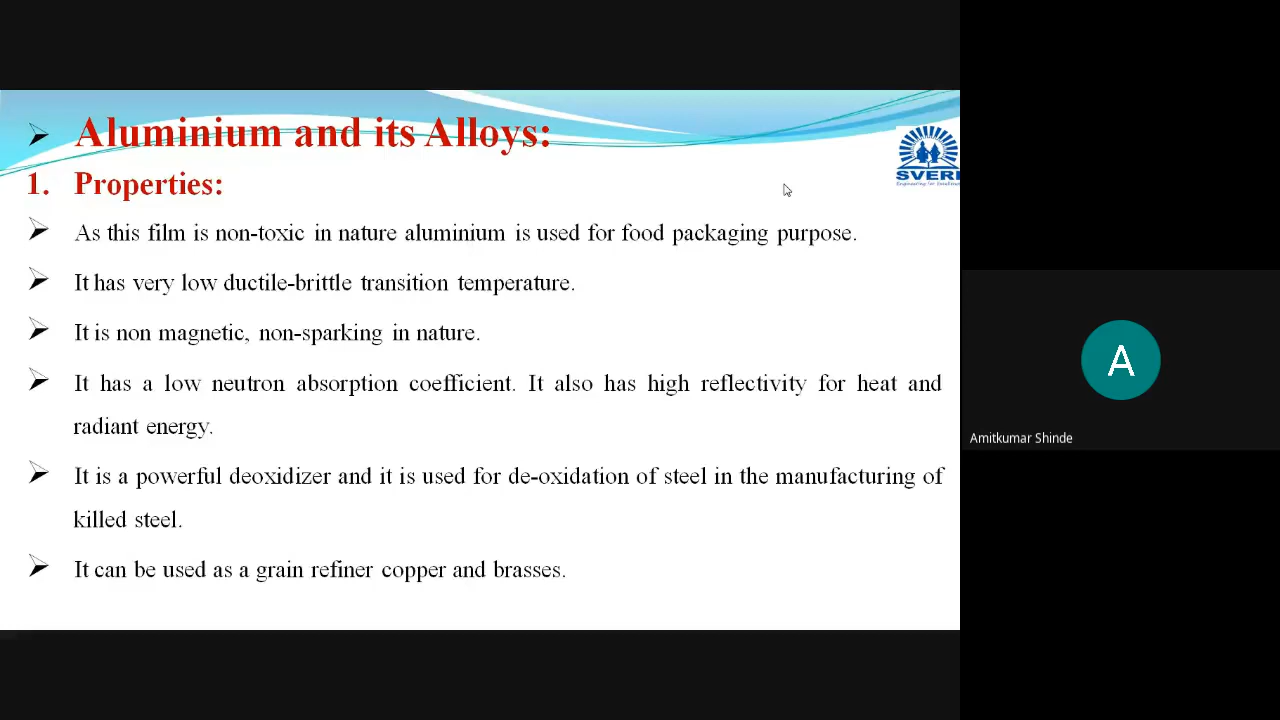 Aluminium and its Alloys:
1. Properties:
As this film is non-toxic in nature aluminium is used for food packaging purpose.
It has very low ductile-brittle transition temperature.
It is non magnetic, non-sparking in nature.
It has a low neutron absorption coefficient. It also has high reflectivity for heat and
radiant energy.
It is a powerful deoxidizer and it is used for de-oxidation of steel in the manufacturing of
killed steel.
It can be used as a grain refiner copper and brasses.
SVERI
A
Amitkumar Shinde